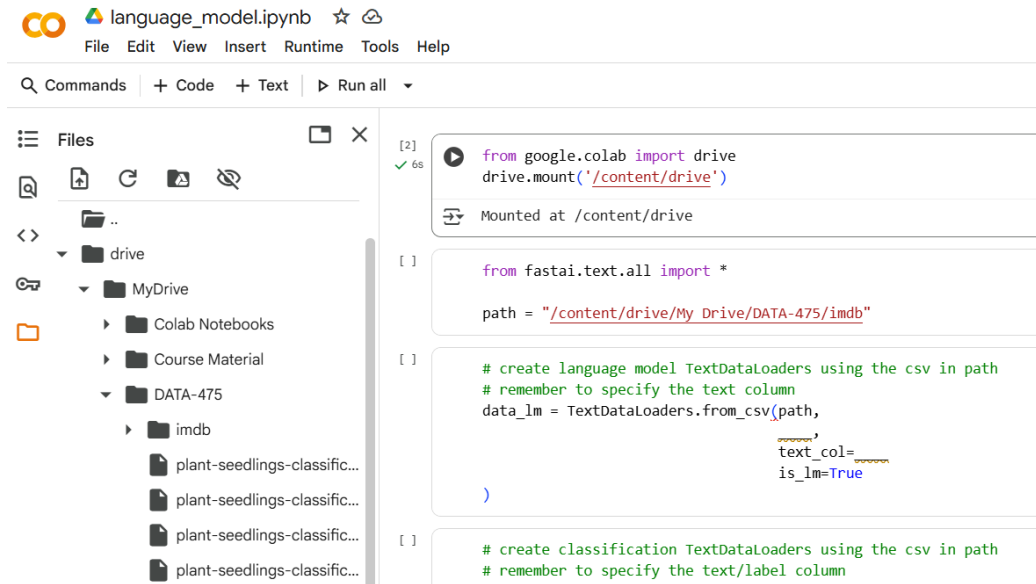 language_model.ipynb
File Edit View Insert Runtime Tools Help
Commands + Code + Text Run all
Files
..
drive
MyDrive
Colab Notebooks
Course Material
DATA-475
imdb
plant-seedlings-classific...
plant-seedlings-classific...
plant-seedlings-classific...
plant-seedlings-classific...
[2]
6s
from google.colab import drive
drive.mount('/content/drive')
Mounted at /content/drive
[ ]
from fastai.text.all import *
path = "/content/drive/My Drive/DATA-475/imdb"
[ ]
# create language model TextDataLoaders using the csv in path
# remember to specify the text column
data_lm = TextDataLoaders.from_csv(path,
____,
text_col=____
is_lm=True
)
[ ]
# create classification TextDataLoaders using the csv in path
# remember to specify the text/label column